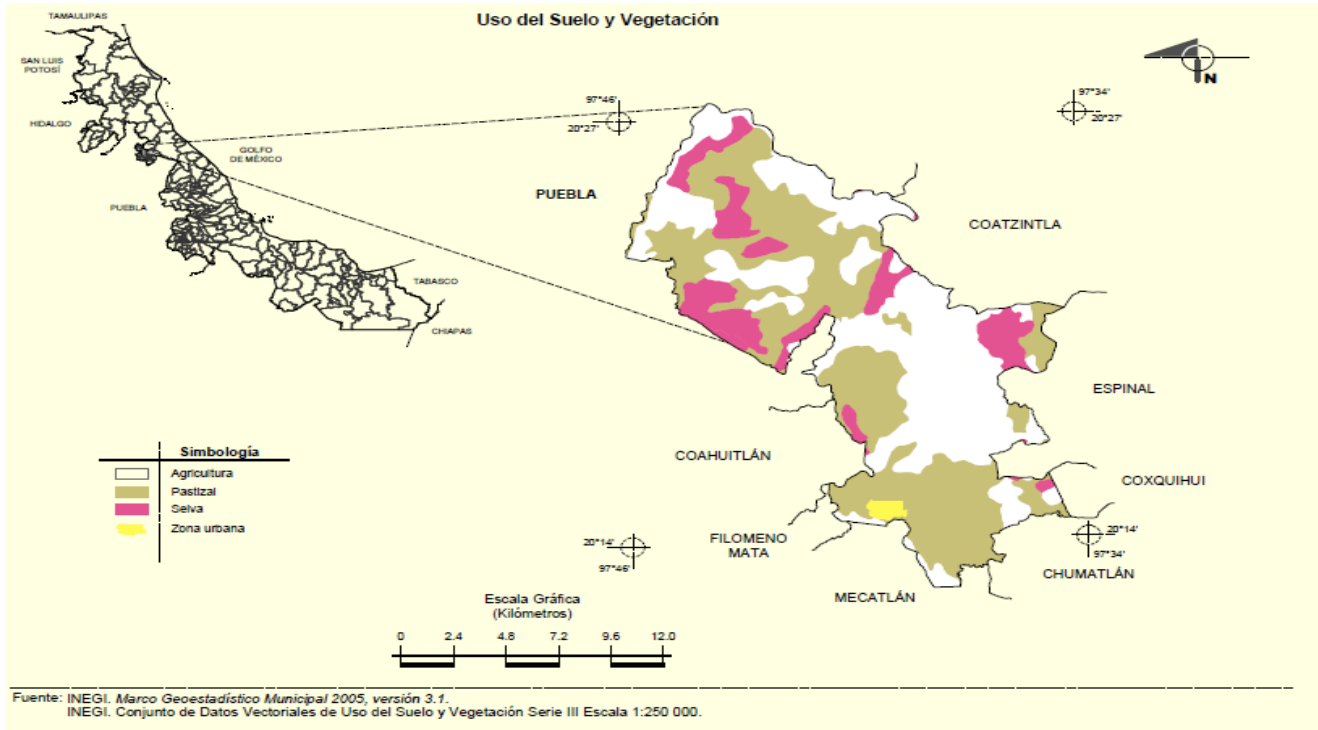 Uso del Suelo y Vegetación
TAMAULIPAS
SAN LUIS
POTOSÍ
HIDALGO
GOLFO
DE MÉXICO
PUEBLA
TABASCO
CHIAPAS
97°46'
20°27'
97°34'
20°27'
N
PUEBLA
COATZINTLA
ESPINAL
COAHUITLÁN
COXQUIHUI
FILOMENO
MATA
MECATLÁN
CHUMATLÁN
20°14'
97°46'
20°14'
97°34'
Simbología
Agricultura
Pastizal
Selva
Zona urbana
Escala Gráfica
(Kilómetros)
0 2.4 4.8 7.2 9.6 12.0
Fuente: INEGI. Marco Geoestadístico Municipal 2005, versión 3.1.
INEGI. Conjunto de Datos Vectoriales de Uso del Suelo y Vegetación Serie III Escala 1:250 000.